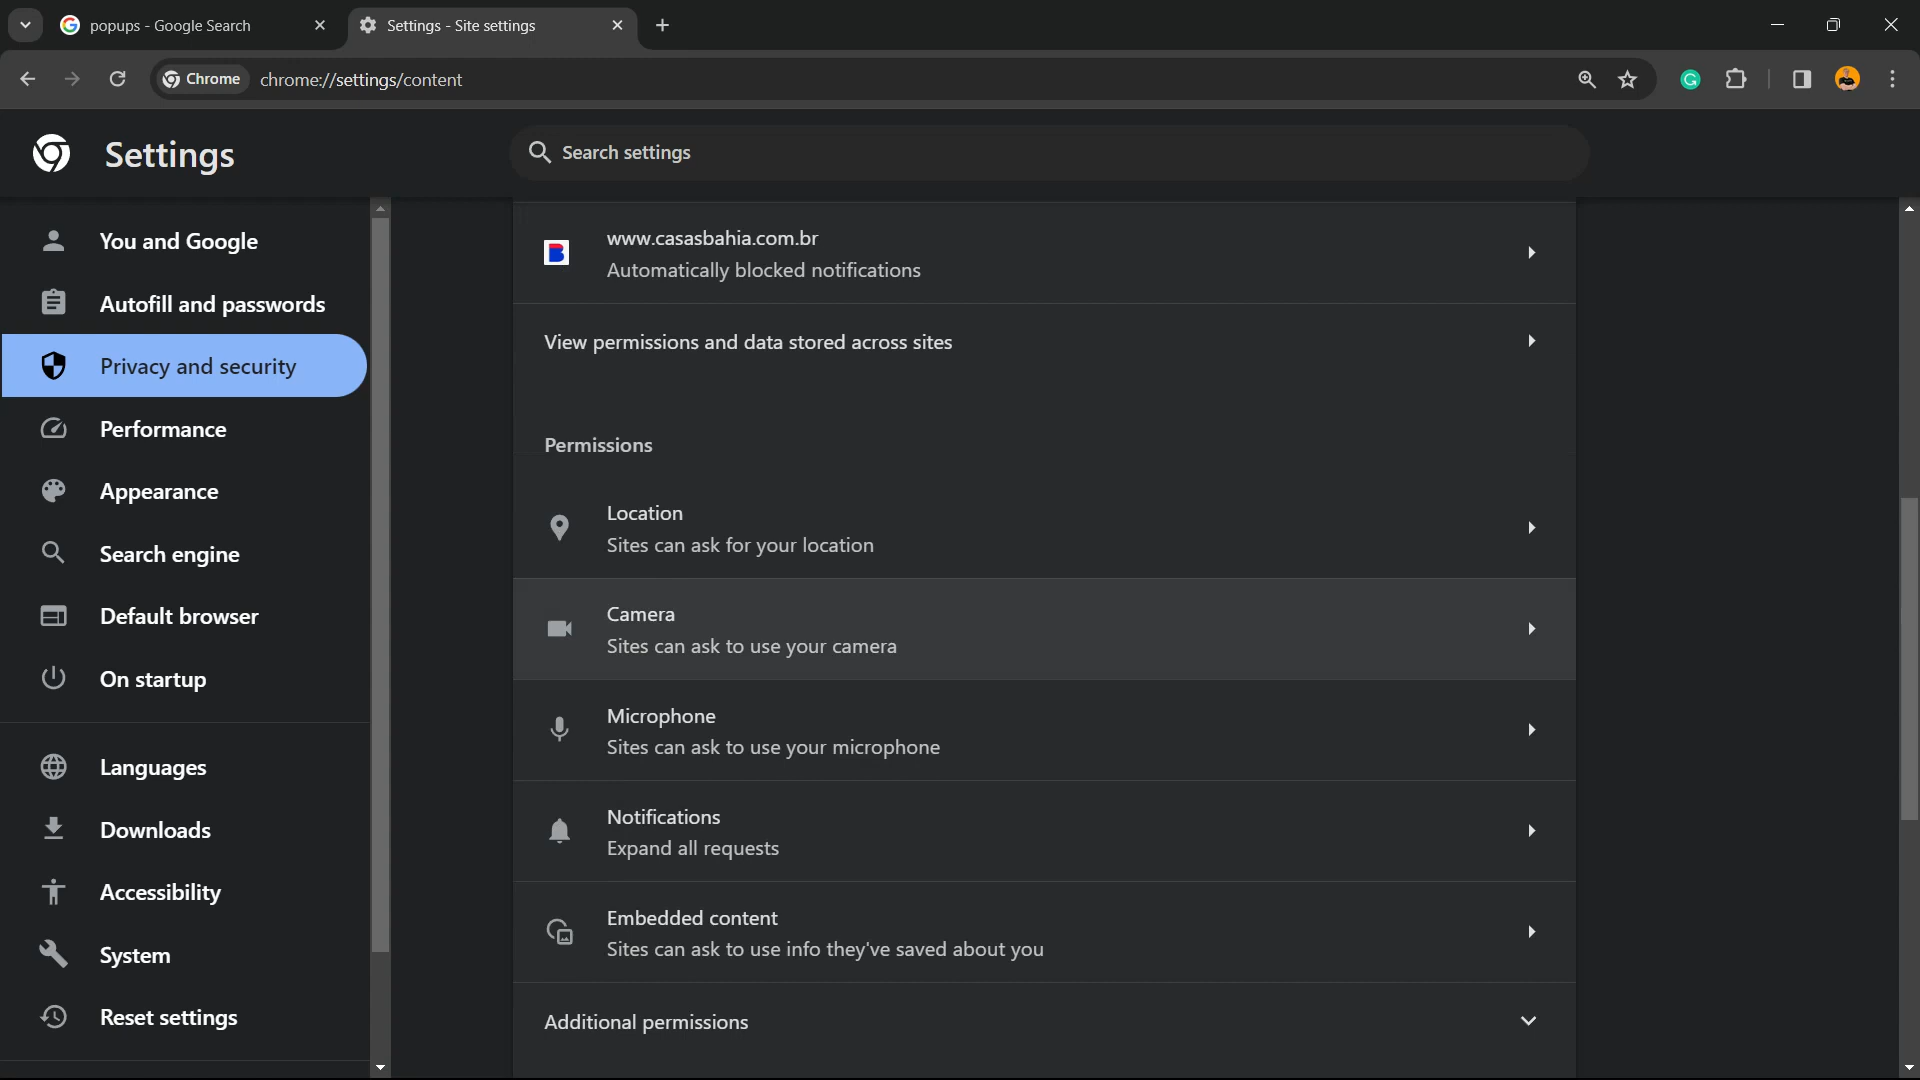 popups - Google Search
Settings - Site settings
Chrome
chrome://settings/content
Settings
Search settings
You and Google
Autofill and passwords
Privacy and security
Performance
Appearance
Search engine
Default browser
On startup
Languages
Downloads
Accessibility
System
Reset settings
www.casasbahia.com.br
Automatically blocked notifications
View permissions and data stored across sites
Permissions
Location
Sites can ask for your location
Camera
Sites can ask to use your camera
Microphone
Sites can ask to use your microphone
Notifications
Expand all requests
Embedded content
Sites can ask to use info they've saved about you
Additional permissions